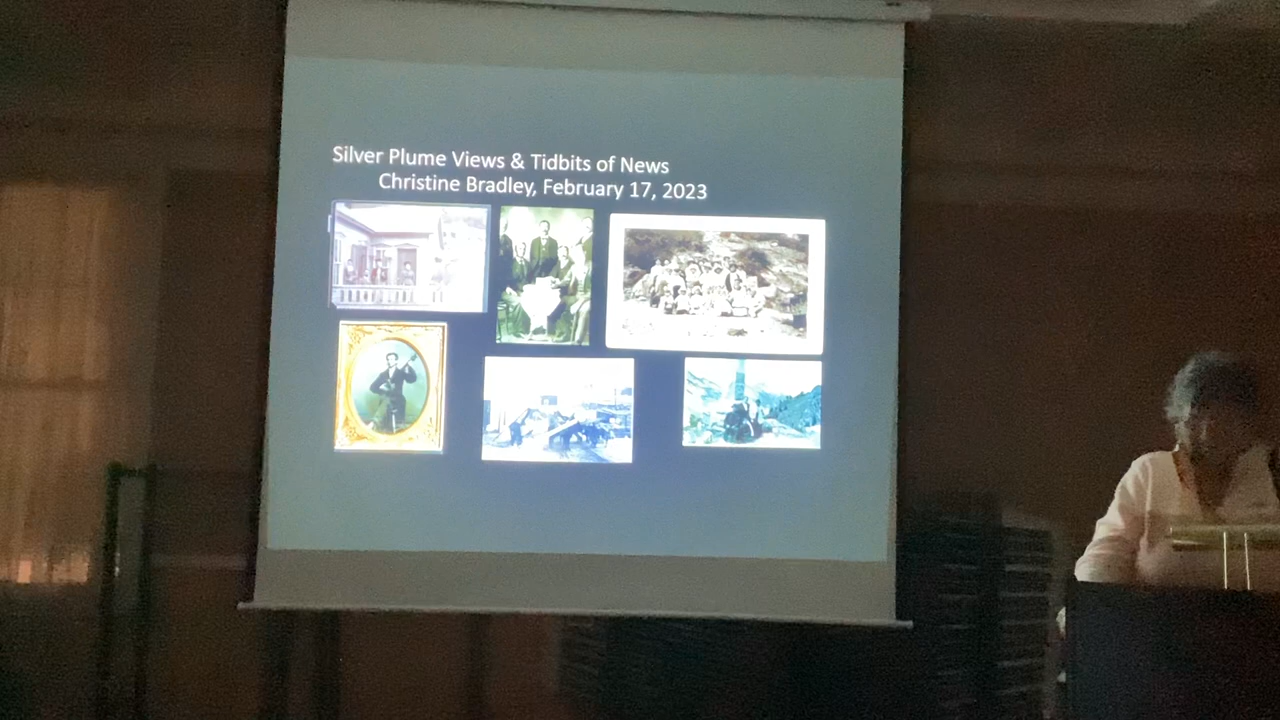 Silver Plume Views & Tidbits of News
Christine Bradley, February 17, 2023